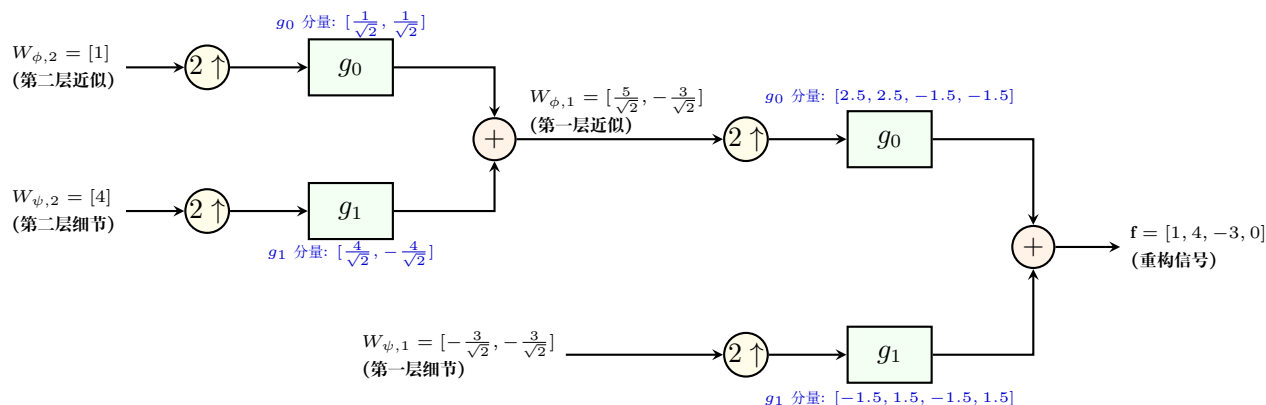 g₀ 分量: [1/√2, 1/√2]
W_{ϕ,2} = [1]
(第二层近似)
2 ↑
g₀
W_{ϕ,1} = [5/√2, −3/√2]
(第一层近似)
g₀ 分量: [2.5, 2.5, −1.5, −1.5]
+
2 ↑
g₀
W_{ψ,2} = [4]
(第二层细节)
2 ↑
g₁
g₁ 分量: [4/√2, −4/√2]
+
f = [1, 4, −3, 0]
(重构信号)
W_{ψ,1} = [−3/√2, −3/√2]
(第一层细节)
2 ↑
g₁
g₁ 分量: [−1.5, 1.5, −1.5, 1.5]